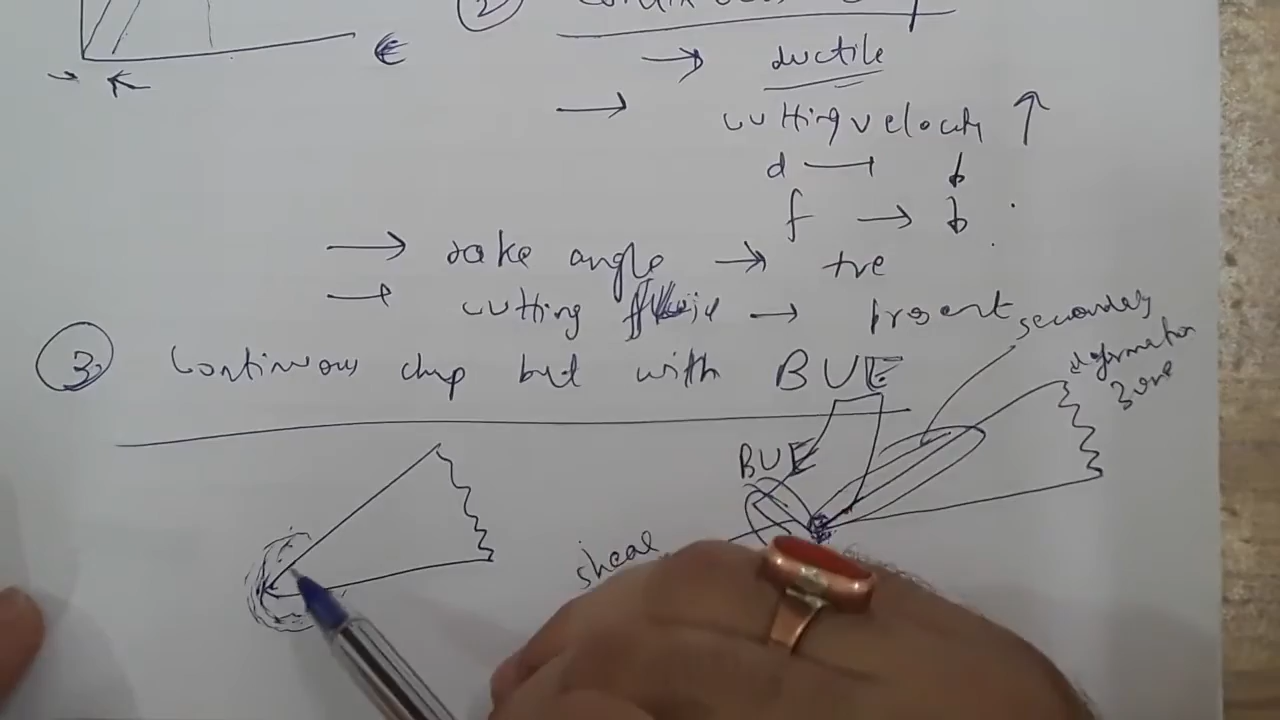 ②
∈
→ ductile
→ cutting velocity ↑
d → ↓
f → ↓
→ rake angle → +ve
→ cutting fluid → present
③ Continuous chip but with BUE
secondary
deformation
zone
BUE
shear